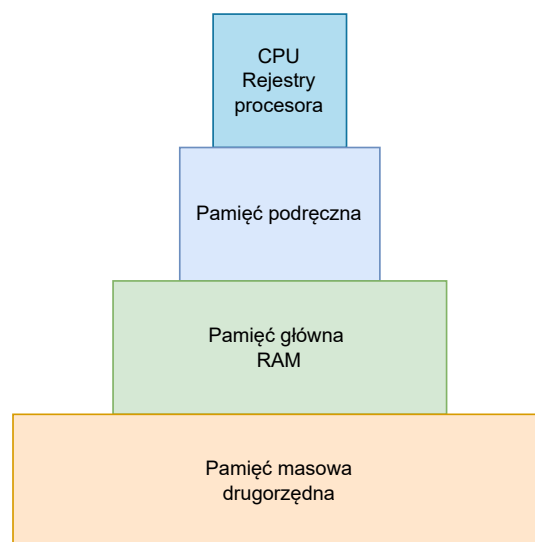 CPU
Rejestry
procesora
Pamięć podręczna
Pamięć główna
RAM
Pamięć masowa
drugorzędna